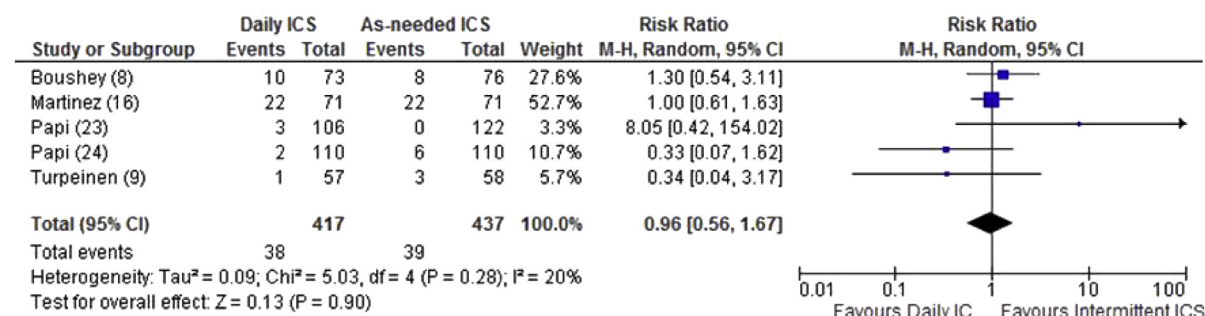 Daily ICS As-needed ICS Risk Ratio Risk Ratio
Study or Subgroup Events Total Events Total Weight M-H, Random, 95% CI M-H, Random, 95% CI
Boushey (8) 10 73 8 76 27.6% 1.30 [0.54, 3.11]
Martinez (16) 22 71 22 71 52.7% 1.00 [0.61, 1.63]
Papi (23) 3 106 0 122 3.3% 8.05 [0.42, 154.02]
Papi (24) 2 110 6 110 10.7% 0.33 [0.07, 1.62]
Turpeinen (9) 1 57 3 58 5.7% 0.34 [0.04, 3.17]
Total (95% CI) 417 437 100.0% 0.96 [0.56, 1.67]
Total events 38 39
Heterogeneity: Tau² = 0.09; Chi² = 5.03, df = 4 (P = 0.28); I² = 20%
Test for overall effect: Z = 0.13 (P = 0.90)
0.01 0.1 1 10 100
Favours Daily IC Favours Intermittent ICS